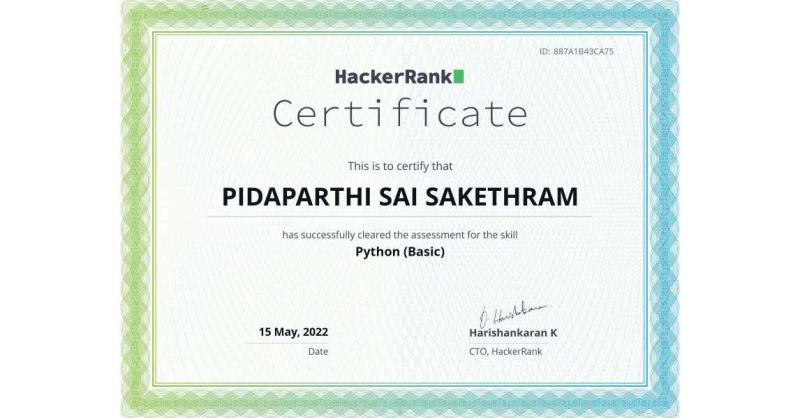 ID: 887A1B43CA75
HackerRank
Certificate
This is to certify that
PIDAPARTHI SAI SAKETHRAM
has successfully cleared the assessment for the skill
Python (Basic)
15 May, 2022
Date
Harishankaran K
CTO, HackerRank